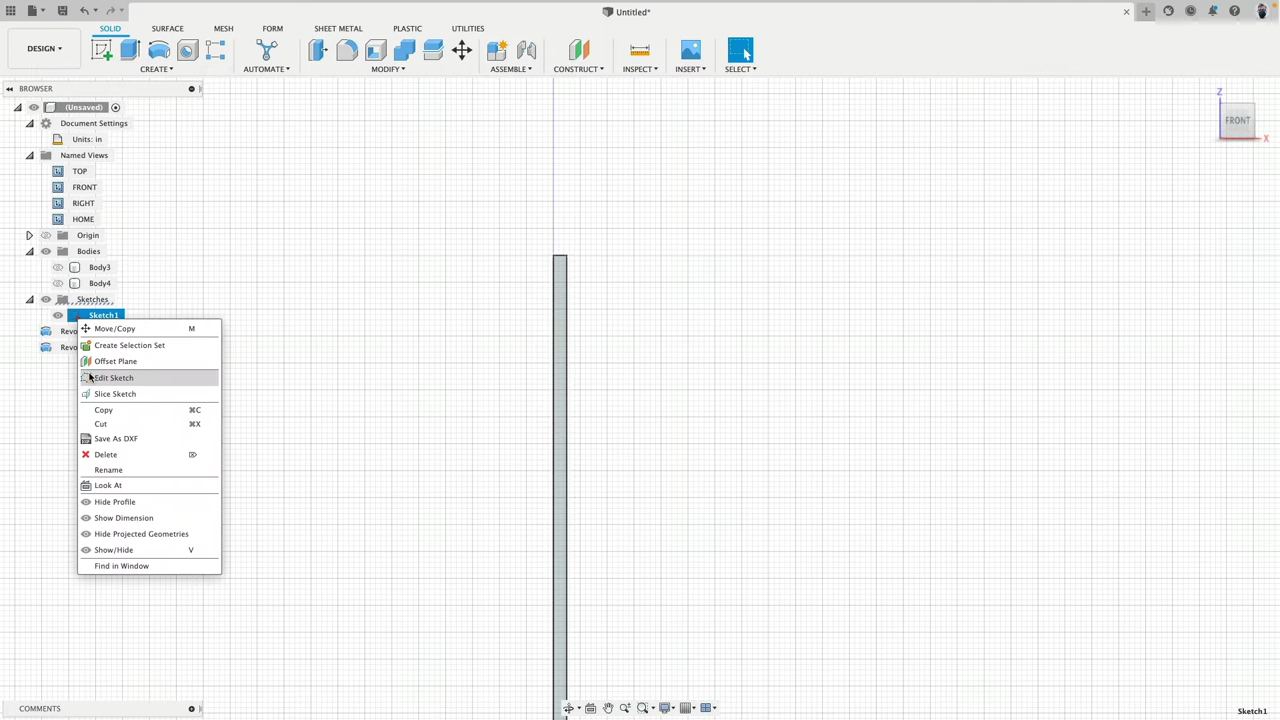 Untitled*
DESIGN
SOLID SURFACE MESH FORM SHEET METAL PLASTIC UTILITIES
CREATE AUTOMATE MODIFY ASSEMBLE CONSTRUCT INSPECT INSERT SELECT
BROWSER
(Unsaved)
Document Settings
Units: in
Named Views
TOP
FRONT
RIGHT
HOME
Origin
Bodies
Body3
Body4
Sketches
Sketch1
Revo
Revo
Move/Copy M
Create Selection Set
Offset Plane
Edit Sketch
Slice Sketch
Copy ⌘C
Cut ⌘X
Save As DXF
Delete ⌦
Rename
Look At
Hide Profile
Show Dimension
Hide Projected Geometries
Show/Hide V
Find in Window
Z
FRONT
X
COMMENTS
Sketch1